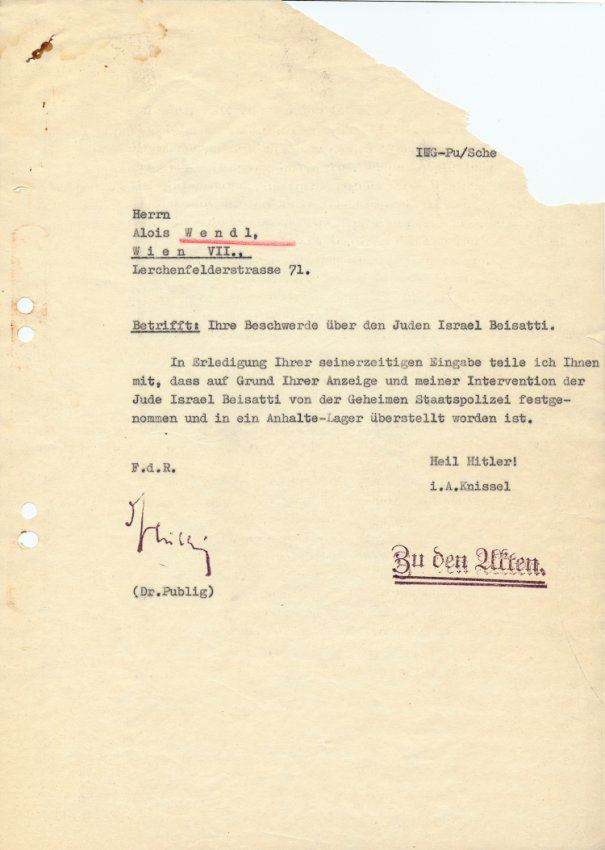 IWG-Pu/Sche
Herrn
Alois W e n d l,
W i e n VII.,
Lerchenfelderstrasse 71.
Betrifft: Ihre Beschwerde über den Juden Israel Beisatti.
In Erledigung Ihrer seinerzeitigen Eingabe teile ich Ihnen
mit, dass auf Grund Ihrer Anzeige und meiner Intervention der
Jude Israel Beisatti von der Geheimen Staatspolizei festge-
nommen und in ein Anhalte-Lager überstellt worden ist.
F.d.R.
Heil Hitler!
i.A.Knissel
(Dr.Publig)
Zu den Akten.